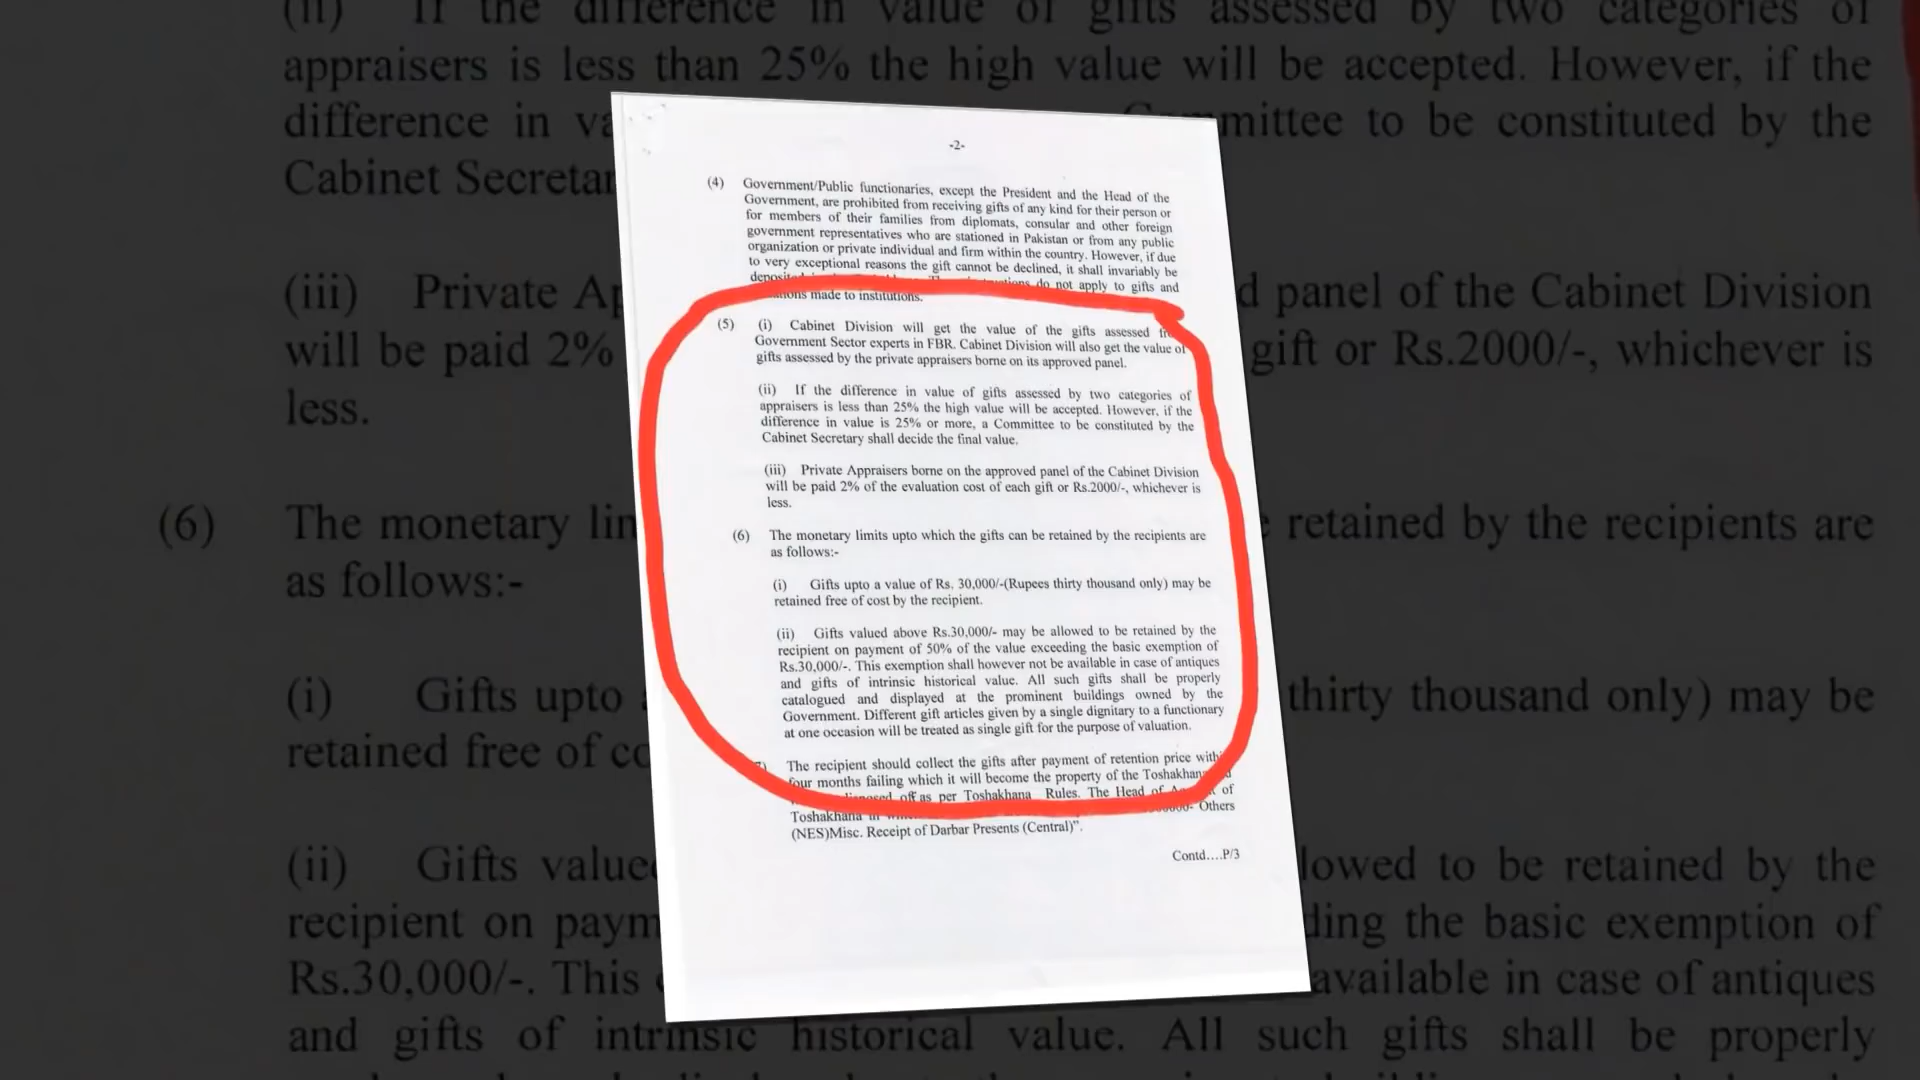 (ii) If the difference in value of gifts assessed by two categories of
appraisers is less than 25% the high value will be accepted. However, if the
difference in va mmittee to be constituted by the
Cabinet Secretar
(iii) Private Ap d panel of the Cabinet Division
will be paid 2% gift or Rs.2000/-, whichever is
less.
(6) The monetary lim retained by the recipients are
as follows:-
(i) Gifts upto thirty thousand only) may be
retained free of co
(ii) Gifts value lowed to be retained by the
recipient on paym ding the basic exemption of
Rs.30,000/-. This available in case of antiques
and gifts of intrinsic historical value. All such gifts shall be properly
-2-
(4) Government/Public functionaries, except the President and the Head of the
Government, are prohibited from receiving gifts of any kind for their person or
for members of their families from diplomats, consular and other foreign
government representatives who are stationed in Pakistan or from any public
organization or private individual and firm within the country. However, if due
to very exceptional reasons the gift cannot be declined, it shall invariably be
do not apply to gifts and
made to institutions.
(5) (i) Cabinet Division will get the value of the gifts assessed
Government Sector experts in FBR. Cabinet Division will also get the value of
gifts assessed by the private appraisers borne on its approved panel.
(ii) If the difference in value of gifts assessed by two categories of
appraisers is less than 25% the high value will be accepted. However, if the
difference in value is 25% or more, a Committee to be constituted by the
Cabinet Secretary shall decide the final value.
(iii) Private Appraisers borne on the approved panel of the Cabinet Division
will be paid 2% of the evaluation cost of each gift or Rs.2000/-, whichever is
less.
(6) The monetary limits upto which the gifts can be retained by the recipients are
as follows:-
(i) Gifts upto a value of Rs. 30,000/-(Rupees thirty thousand only) may be
retained free of cost by the recipient.
(ii) Gifts valued above Rs.30,000/- may be allowed to be retained by the
recipient on payment of 50% of the value exceeding the basic exemption of
Rs.30,000/-. This exemption shall however not be available in case of antiques
and gifts of intrinsic historical value. All such gifts shall be properly
catalogued and displayed at the prominent buildings owned by the
Government. Different gift articles given by a single dignitary to a functionary
at one occasion will be treated as single gift for the purpose of valuation.
The recipient should collect the gifts after payment of retention price
four months failing which it will become the property of the
off as per Toshakhana Rules. The Head of of
Toshakhana Others
(NES)Misc. Receipt of Darbar Presents (Central)".
Contd....P/3